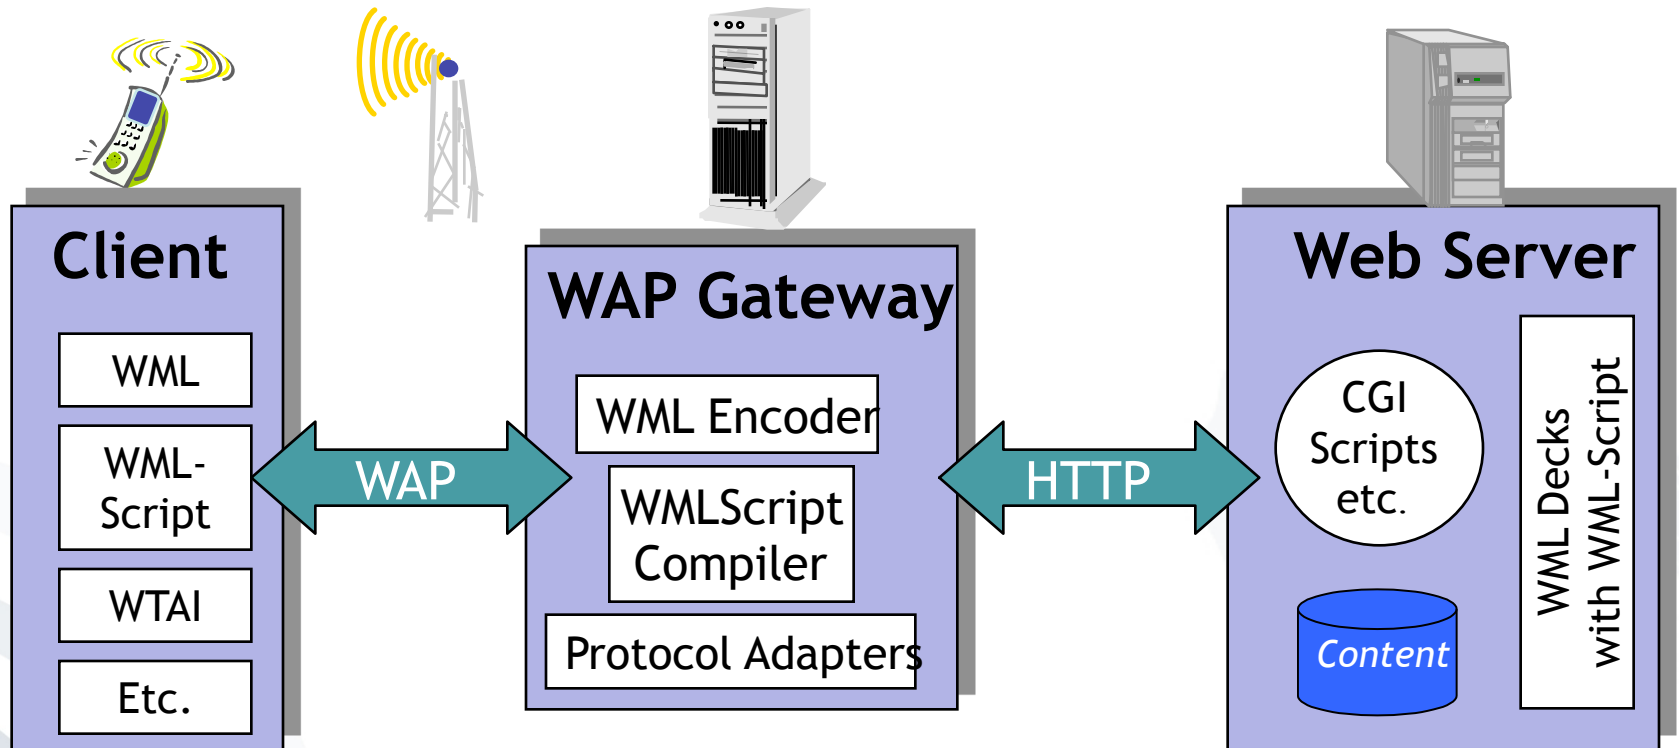 Client
WML
WML-
Script
WTAI
Etc.
WAP
WAP Gateway
WML Encoder
WMLScript
Compiler
Protocol Adapters
HTTP
Web Server
CGI
Scripts
etc.
Content
WML Decks
with WML-Script